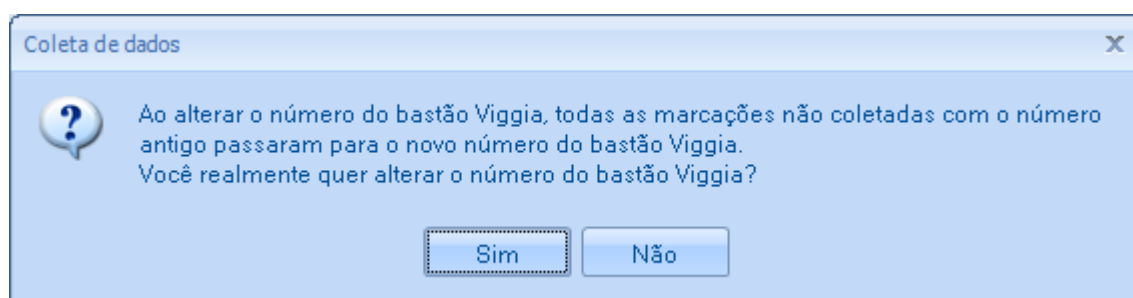 Coleta de dados
Ao alterar o número do bastão Viggia, todas as marcações não coletadas com o número
antigo passaram para o novo número do bastão Viggia.
Você realmente quer alterar o número do bastão Viggia?
Sim Não